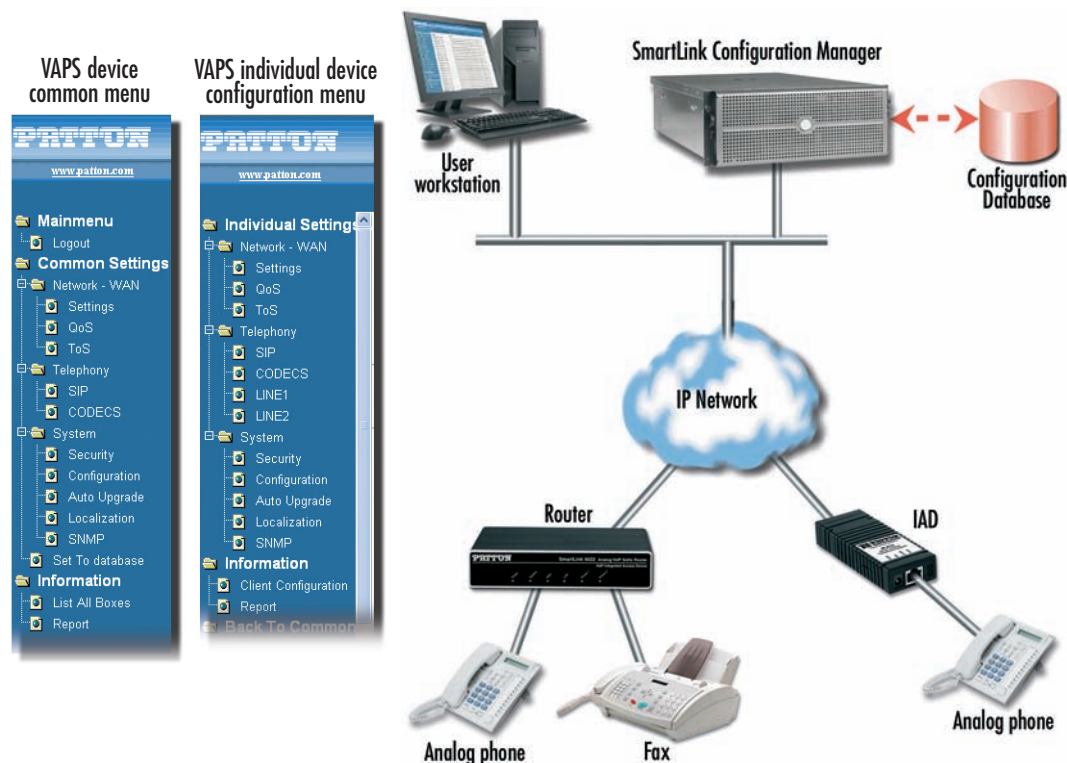 VAPS device
common menu
PATTON
www.patton.com
Mainmenu
Logout
Common Settings
Network - WAN
Settings
QoS
ToS
Telephony
SIP
CODECS
System
Security
Configuration
Auto Upgrade
Localization
SNMP
Set To database
Information
List All Boxes
Report
VAPS individual device
configuration menu
PATTON
www.patton.com
Individual Settings
Network - WAN
Settings
QoS
ToS
Telephony
SIP
CODECS
LINE1
LINE2
System
Security
Configuration
Auto Upgrade
Localization
SNMP
Information
Client Configuration
Report
Back To Common
User
workstation
SmartLink Configuration Manager
Configuration
Database
IP Network
Router
PATTON
IAD
Analog phone
Fax
Analog phone